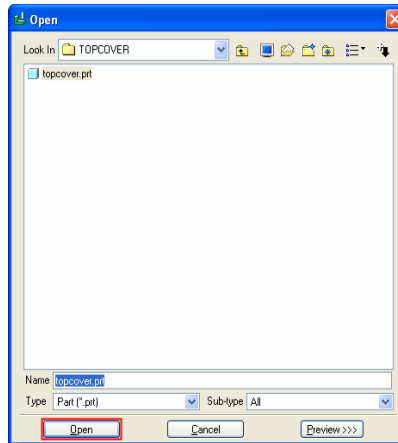 Open
Look In TOPCOVER
topcover.prt
Name topcover.prt
Type Part (*.prt) Sub-type All
Open Cancel Preview >>>